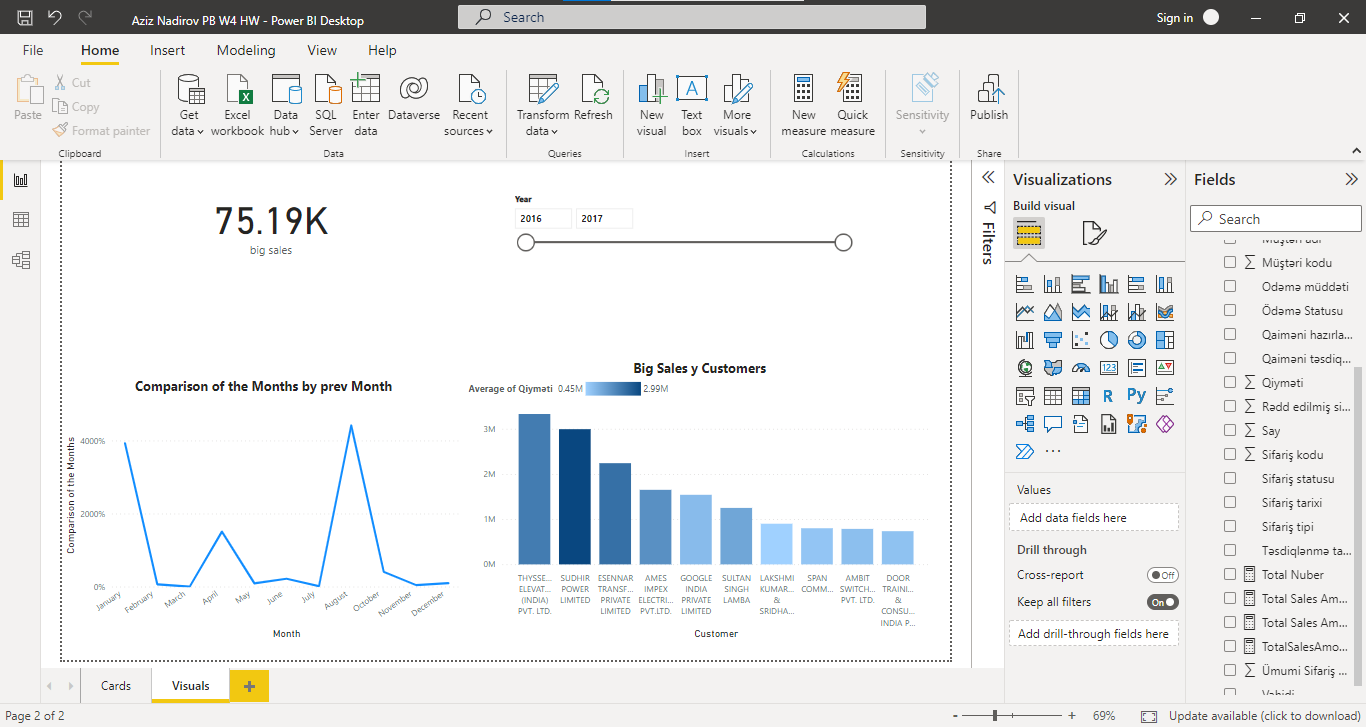 Aziz Nadirov PB W4 HW - Power BI Desktop
Search
Sign in
File Home Insert Modeling View Help
Paste
Cut
Copy
Format painter
Clipboard
Get data
Excel workbook
Data hub
SQL Server
Enter data
Dataverse
Recent sources
Data
Transform data
Refresh
Queries
New visual
Text box
More visuals
Insert
New measure
Quick measure
Calculations
Sensitivity
Sensitivity
Publish
Share
75.19K
big sales
Year
2016 2017
Comparison of the Months by prev Month
Comparison of the Months
4000%
2000%
0%
January February March April May June July August October November December
Month
Big Sales y Customers
Average of Qiyməti 0.45M 2.99M
3M
2M
1M
0M
THYSSE... ELEVAT... (INDIA) PVT. LTD.
SUDHIR POWER LIMITED
ESENNAR TRANSF... PRIVATE LIMITED
AMES IMPEX ELECTRI... PVT.LTD.
GOOGLE INDIA PRIVATE LIMITED
SULTAN SINGH LAMBA
LAKSHMI KUMAR... & SRIDHA...
SPAN COMM...
AMBIT SWITCH... PVT. LTD.
DOOR TRAINI... & CONSU... INDIA P...
Customer
Filters
Visualizations
Build visual
123
R
Py
Values
Add data fields here
Drill through
Cross-report
Off
Keep all filters
On
Add drill-through fields here
Fields
Search
Müştəri kodu
Odəmə müddəti
Ödəmə Statusu
Qaiməni hazırla...
Qaiməni təsdiq...
Qiyməti
Rədd edilmiş si...
Say
Sifariş kodu
Sifariş statusu
Sifariş tarixi
Sifariş tipi
Təsdiqlənmə ta...
Total Nuber
Total Sales Am...
Total Sales Am...
TotalSalesAmo...
Ümumi Sifariş ...
Cards
Visuals
Page 2 of 2
- + 69%
Update available (click to download)